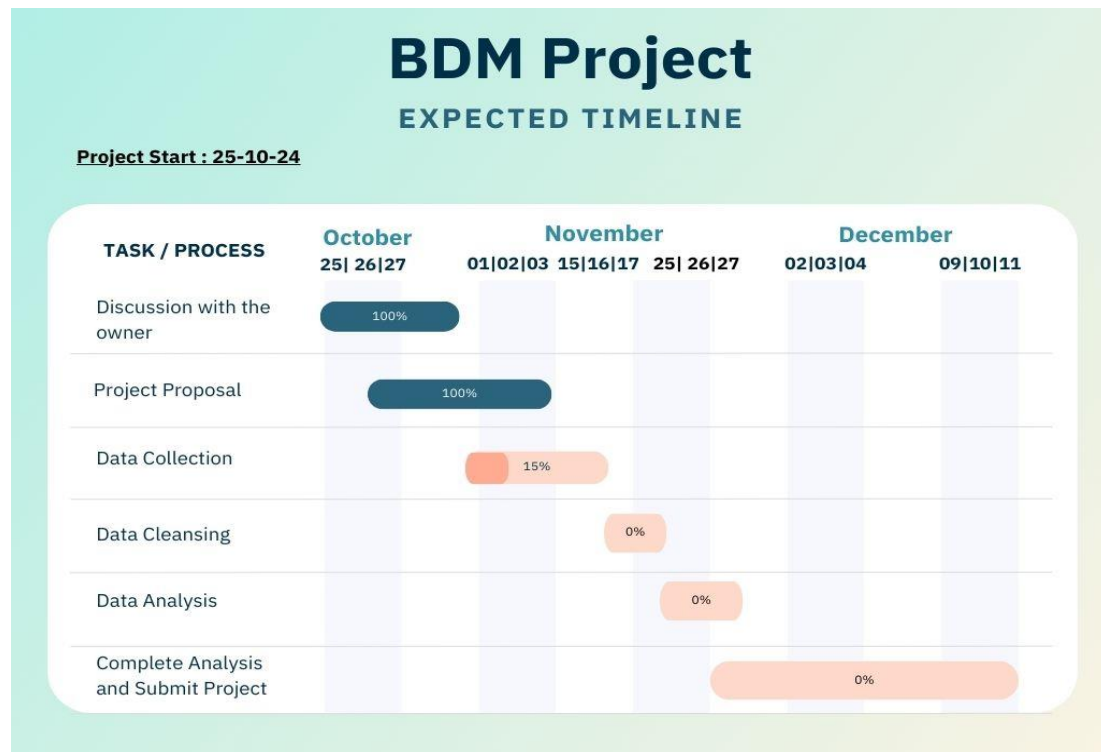 BDM Project
EXPECTED TIMELINE
Project Start : 25-10-24
TASK / PROCESS
October
November
December
25| 26|27
01|02|03 15|16|17 25| 26|27
02|03|04
09|10|11
Discussion with the
owner
100%
Project Proposal
100%
Data Collection
15%
Data Cleansing
0%
Data Analysis
0%
Complete Analysis
and Submit Project
0%